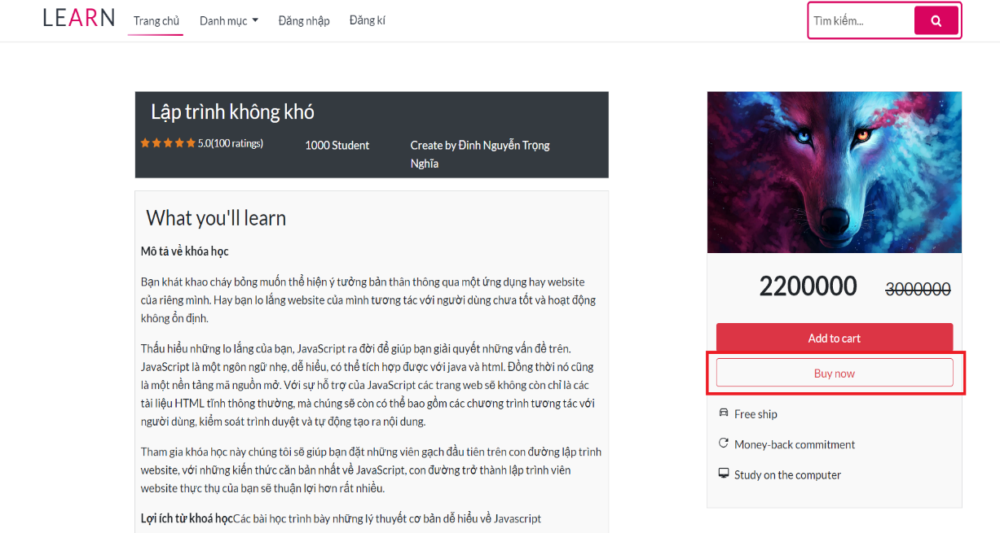 LEARN
Trang chủ
Danh mục
Đăng nhập
Đăng kí
Tìm kiếm...
Lập trình không khó
5.0(100 ratings)
1000 Student
Create by Đinh Nguyễn Trọng
Nghĩa
What you'll learn
Mô tả về khóa học
Bạn khát khao cháy bỏng muốn thể hiện ý tưởng bản thân thông qua một ứng dụng hay website
của riêng mình. Hay bạn lo lắng website của mình tương tác với người dùng chưa tốt và hoạt động
không ổn định.
Thấu hiểu những lo lắng của bạn, JavaScript ra đời để giúp bạn giải quyết những vấn đề trên.
JavaScript là một ngôn ngữ nhẹ, dễ hiểu, có thể tích hợp được với java và html. Đồng thời nó cũng
là một nền tảng mã nguồn mở. Với sự hỗ trợ của JavaScript các trang web sẽ không còn chỉ là các
tài liệu HTML tĩnh thông thường, mà chúng sẽ còn có thể bao gồm các chương trình tương tác với
người dùng, kiểm soát trình duyệt và tự động tạo ra nội dung.
Tham gia khóa học này chúng tôi sẽ giúp bạn đặt những viên gạch đầu tiên trên con đường lập trình
website, với những kiến thức căn bản nhất về JavaScript, con đường trở thành lập trình viên
website thực thụ của bạn sẽ thuận lợi hơn rất nhiều.
Lợi ích từ khoá họcCác bài học trình bày những lý thuyết cơ bản dễ hiểu về Javascript
2200000
3000000
Add to cart
Buy now
Free ship
Money-back commitment
Study on the computer